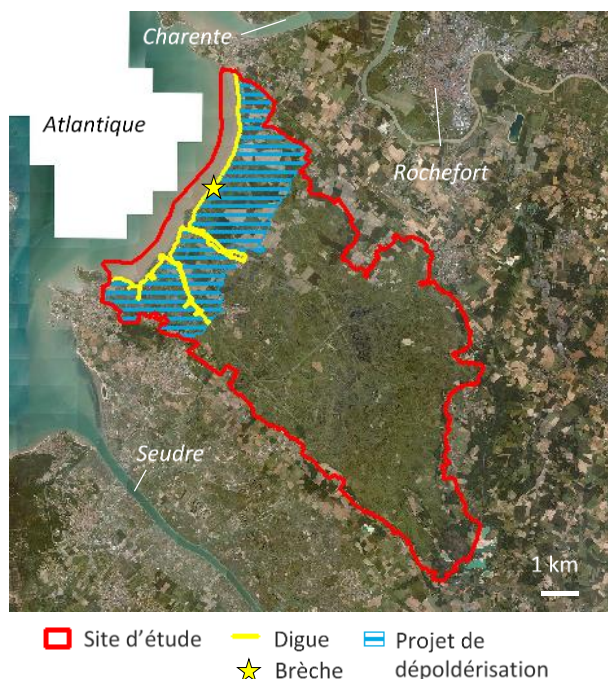 Charente
Atlantique
Rochefort
Seudre
1 km
Site d'étude
Digue
Projet de
dépoldérisation
Brèche